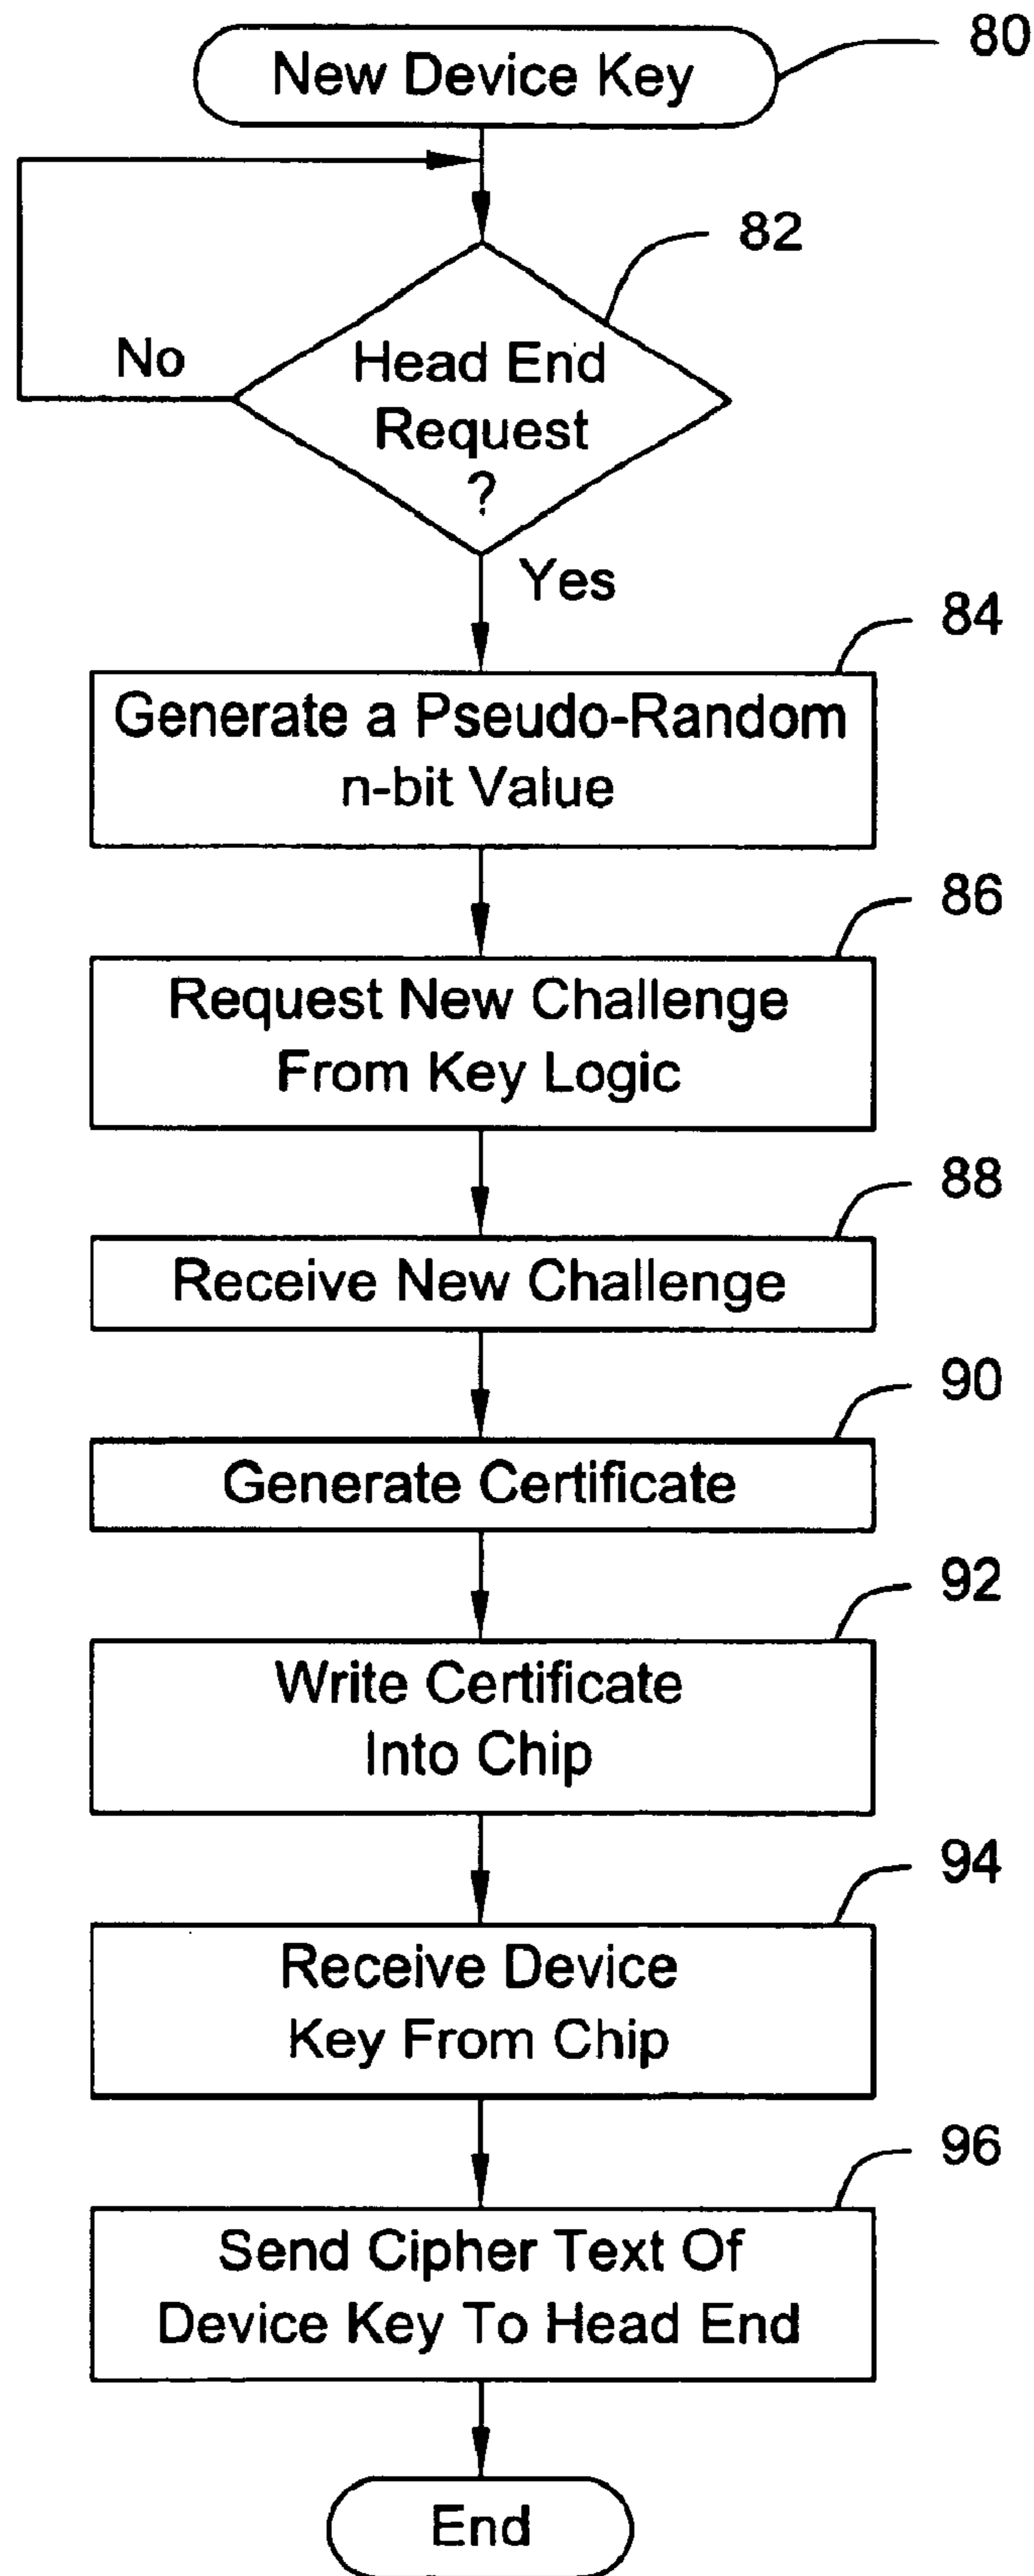 New Device Key
80
82
No
Head End
Request
?
Yes
84
Generate a Pseudo-Random
n-bit Value
86
Request New Challenge
From Key Logic
88
Receive New Challenge
90
Generate Certificate
92
Write Certificate
Into Chip
94
Receive Device
Key From Chip
96
Send Cipher Text Of
Device Key To Head End
End